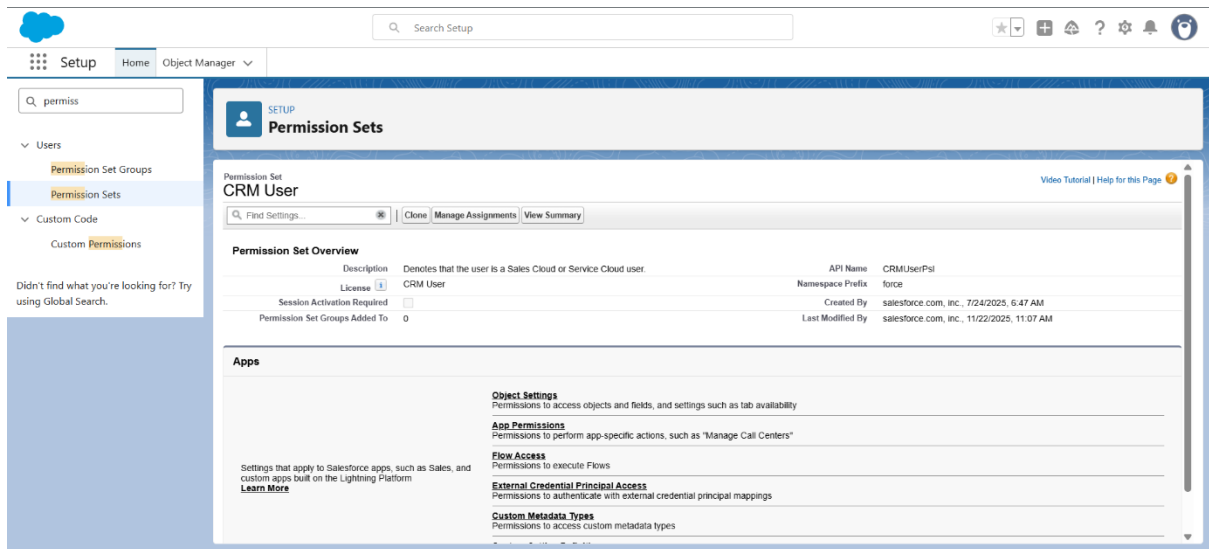 Search Setup
Setup
Home
Object Manager
permiss
Users
Permission Set Groups
Permission Sets
Custom Code
Custom Permissions
Didn't find what you're looking for? Try
using Global Search.
SETUP
Permission Sets
Permission Set
CRM User
Video Tutorial | Help for this Page
Find Settings...
Clone
Manage Assignments
View Summary
Permission Set Overview
Description Denotes that the user is a Sales Cloud or Service Cloud user. API Name CRMUserPsl
License i CRM User Namespace Prefix force
Session Activation Required Created By salesforce.com, inc., 7/24/2025, 6:47 AM
Permission Set Groups Added To 0 Last Modified By salesforce.com, inc., 11/22/2025, 11:07 AM
Apps
Settings that apply to Salesforce apps, such as Sales, and
custom apps built on the Lightning Platform
Learn More
Object Settings
Permissions to access objects and fields, and settings such as tab availability
App Permissions
Permissions to perform app-specific actions, such as "Manage Call Centers"
Flow Access
Permissions to execute Flows
External Credential Principal Access
Permissions to authenticate with external credential principal mappings
Custom Metadata Types
Permissions to access custom metadata types